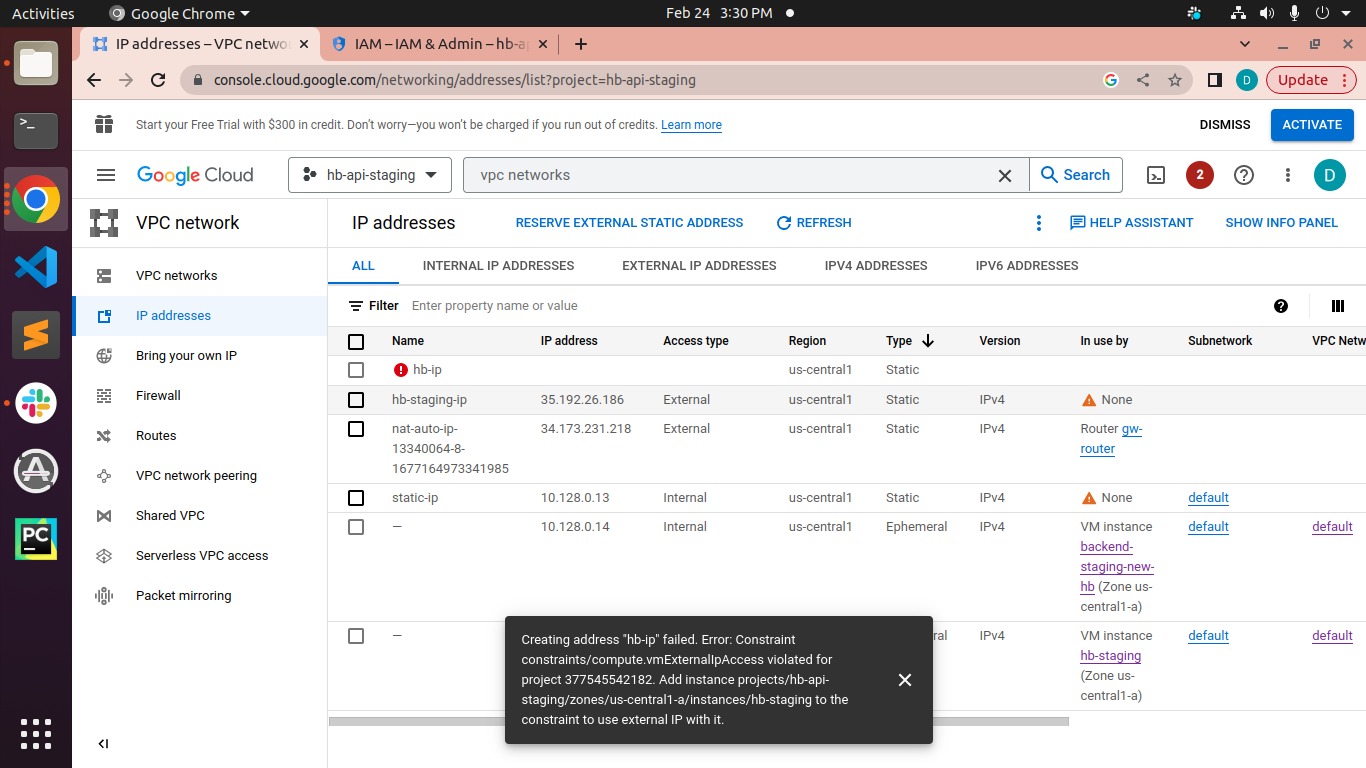 Activities
Google Chrome
Feb 24 3:30 PM
IP addresses – VPC netwo
IAM – IAM & Admin – hb-a
console.cloud.google.com/networking/addresses/list?project=hb-api-staging
D
Update
Start your Free Trial with $300 in credit. Don't worry—you won't be charged if you run out of credits. Learn more
DISMISS
ACTIVATE
Google Cloud
hb-api-staging
vpc networks
Search
2
D
VPC network
IP addresses
RESERVE EXTERNAL STATIC ADDRESS
REFRESH
HELP ASSISTANT
SHOW INFO PANEL
VPC networks
IP addresses
Bring your own IP
Firewall
Routes
VPC network peering
Shared VPC
Serverless VPC access
Packet mirroring
ALL
INTERNAL IP ADDRESSES
EXTERNAL IP ADDRESSES
IPV4 ADDRESSES
IPV6 ADDRESSES
Filter Enter property name or value
Name IP address Access type Region Type Version In use by Subnetwork VPC Netw
hb-ip us-central1 Static
hb-staging-ip 35.192.26.186 External us-central1 Static IPv4 None
nat-auto-ip- 34.173.231.218 External us-central1 Static IPv4 Router gw-
13340064-8- router
1677164973341985
static-ip 10.128.0.13 Internal us-central1 Static IPv4 None default
— 10.128.0.14 Internal us-central1 Ephemeral IPv4 VM instance default default
backend-
staging-new-
hb (Zone us-
central1-a)
— ral IPv4 VM instance default default
hb-staging
(Zone us-
central1-a)
Creating address "hb-ip" failed. Error: Constraint
constraints/compute.vmExternalIpAccess violated for
project 377545542182. Add instance projects/hb-api-
staging/zones/us-central1-a/instances/hb-staging to the
constraint to use external IP with it.
PC